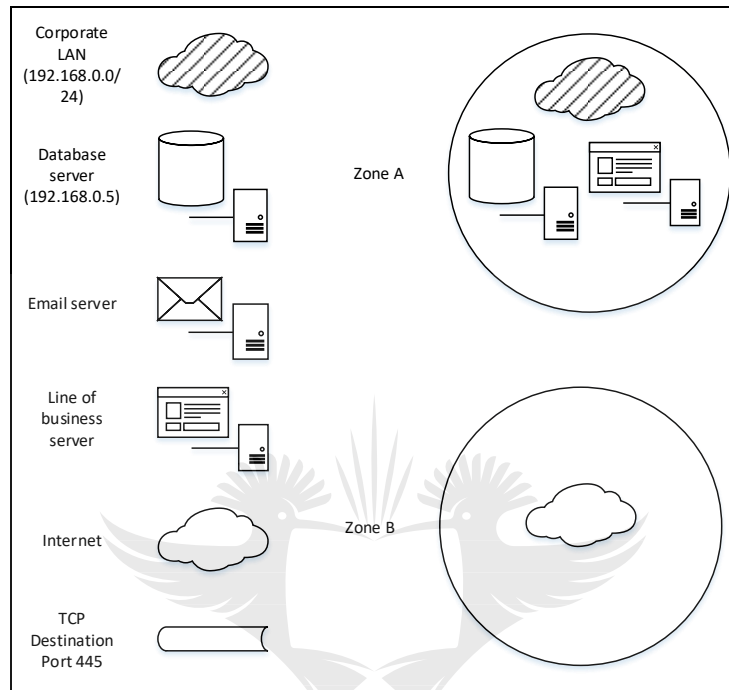 Corporate
LAN
(192.168.0.0/
24)
Database
server
(192.168.0.5)
Zone A
Email server
Line of
business
server
Internet
Zone B
TCP
Destination
Port 445